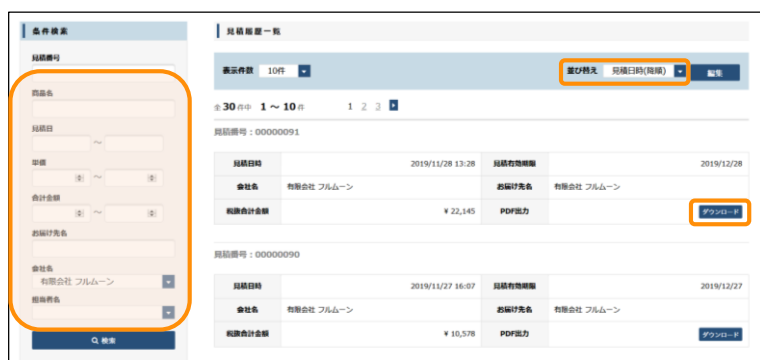 条件検索
見積番号
商品名
見積日
～
単価
～
合計金額
～
お届け先名
会社名
有限会社 フルムーン
担当者名
検索
見積履歴一覧
表示件数 10件
並び替え 見積日時(降順) 編集
全 30 件中 1 ～ 10 件 1 2 3
見積番号：00000091
見積日時 2019/11/28 13:28 見積有効期限 2019/12/28
会社名 有限会社 フルムーン お届け先名 有限会社 フルムーン
税抜合計金額 ¥ 22,145 PDF出力 ダウンロード
見積番号：00000090
見積日時 2019/11/27 16:07 見積有効期限 2019/12/27
会社名 有限会社 フルムーン お届け先名 有限会社 フルムーン
税抜合計金額 ¥ 10,578 PDF出力 ダウンロード